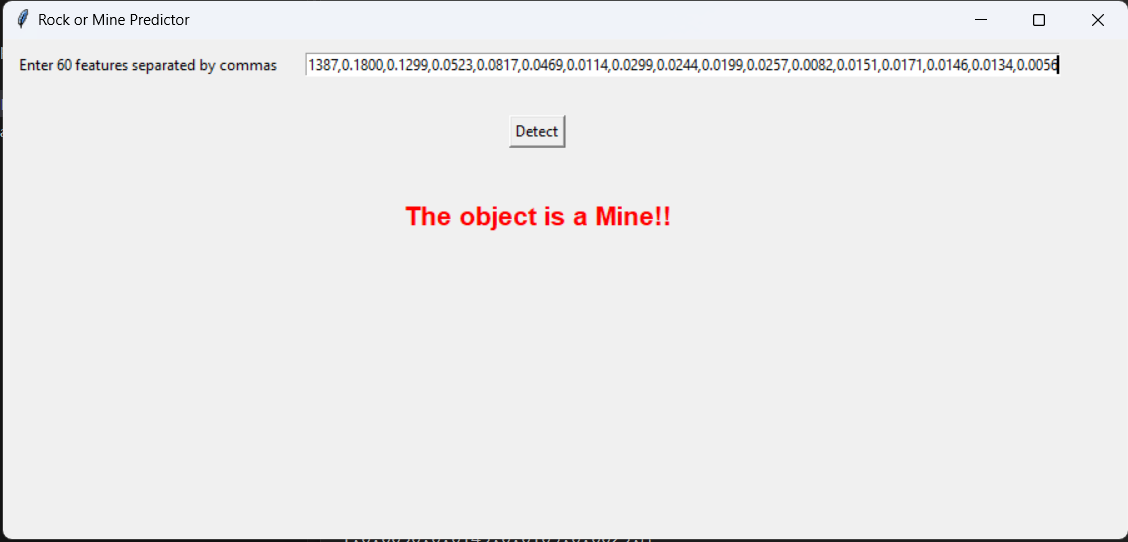 Rock or Mine Predictor
Enter 60 features separated by commas 1387,0.1800,0.1299,0.0523,0.0817,0.0469,0.0114,0.0299,0.0244,0.0199,0.0257,0.0082,0.0151,0.0171,0.0146,0.0134,0.0056
Detect
The object is a Mine!!